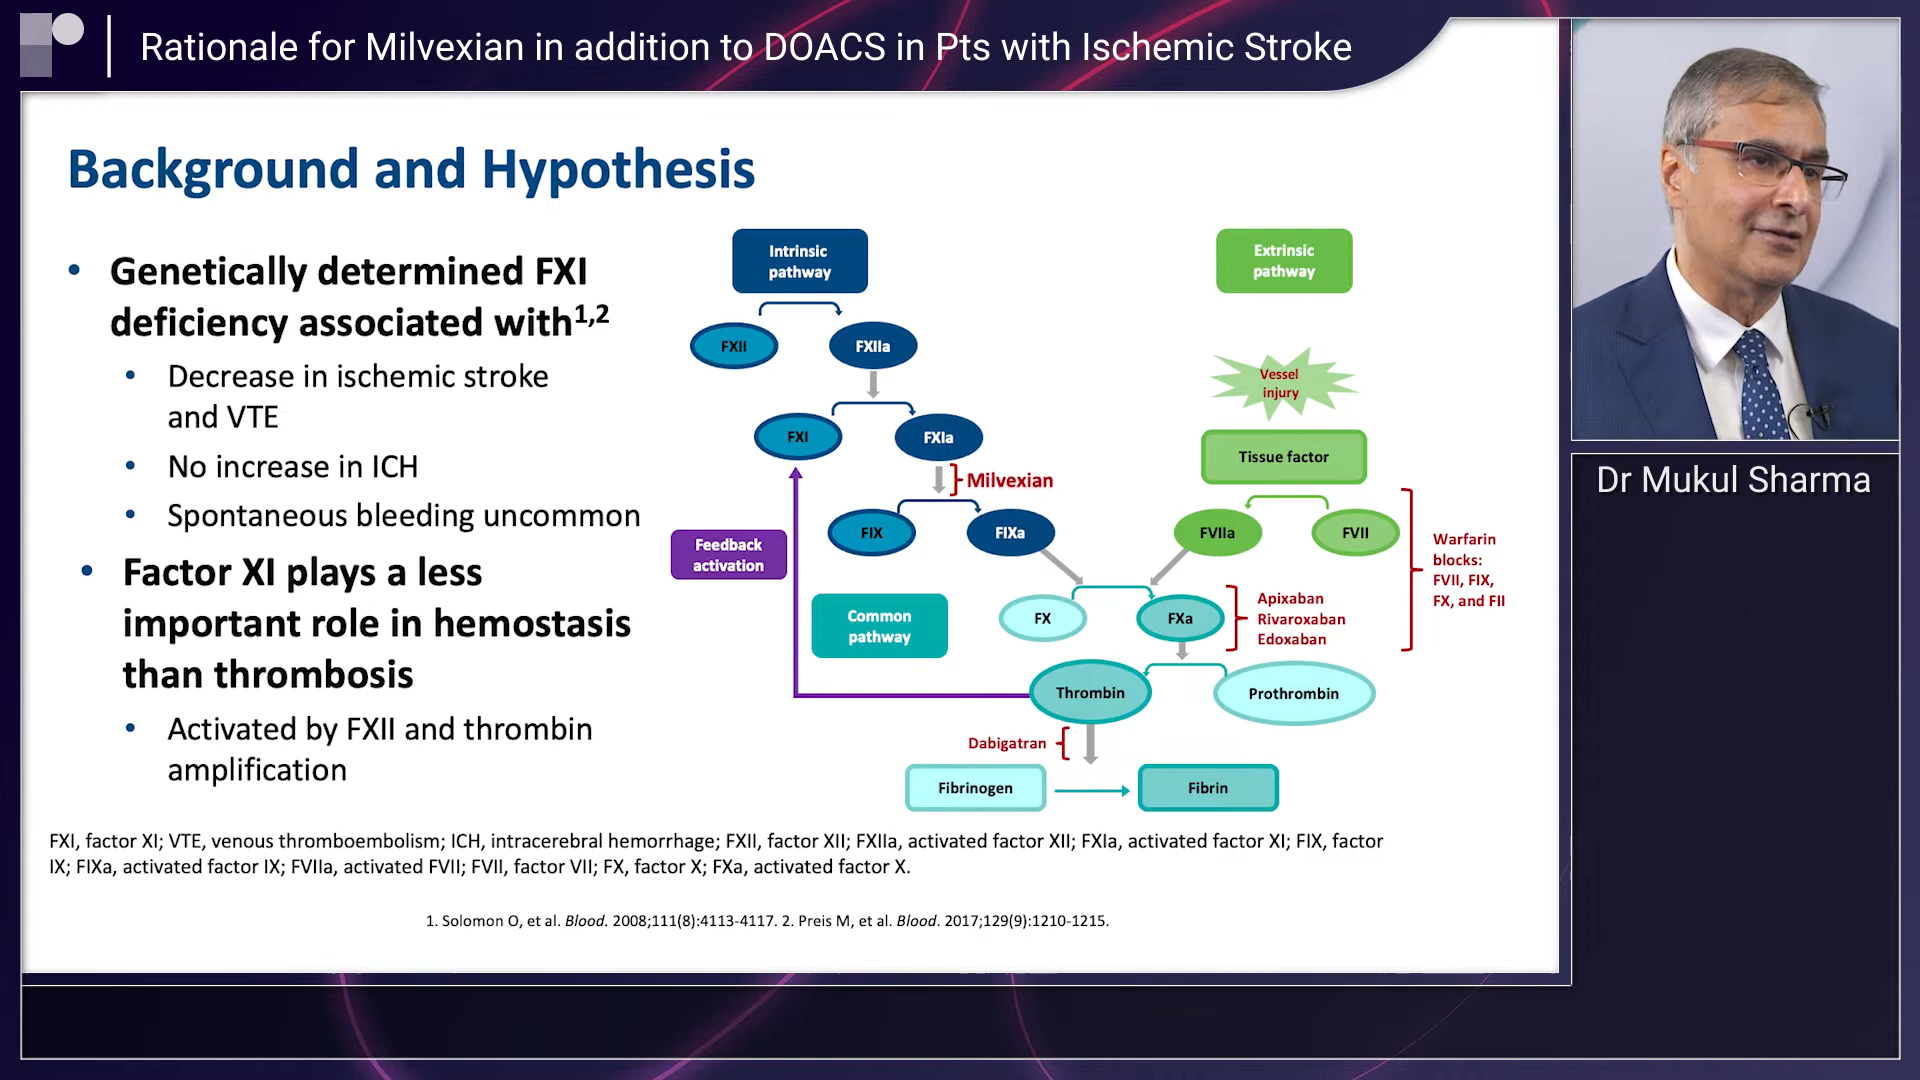 Rationale for Milvexian in addition to DOACS in Pts with Ischemic Stroke
Background and Hypothesis
• Genetically determined FXI
deficiency associated with1,2
• Decrease in ischemic stroke
and VTE
• No increase in ICH
• Spontaneous bleeding uncommon
• Factor XI plays a less
important role in hemostasis
than thrombosis
• Activated by FXII and thrombin
amplification
Intrinsic
pathway
FXII
FXIIa
FXI
FXIa
Milvexian
FIX
FIXa
Feedback
activation
Common
pathway
Extrinsic
pathway
Vessel
injury
Tissue factor
FVIIa
FVII
Warfarin
blocks:
FVII, FIX,
FX, and FII
FX
FXa
Apixaban
Rivaroxaban
Edoxaban
Thrombin
Prothrombin
Dabigatran
Fibrinogen
Fibrin
FXI, factor XI; VTE, venous thromboembolism; ICH, intracerebral hemorrhage; FXII, factor XII; FXIIa, activated factor XII; FXIa, activated factor XI; FIX, factor
IX; FIXa, activated factor IX; FVIIa, activated FVII; FVII, factor VII; FX, factor X; FXa, activated factor X.
1. Solomon O, et al. Blood. 2008;111(8):4113-4117. 2. Preis M, et al. Blood. 2017;129(9):1210-1215.
Dr Mukul Sharma